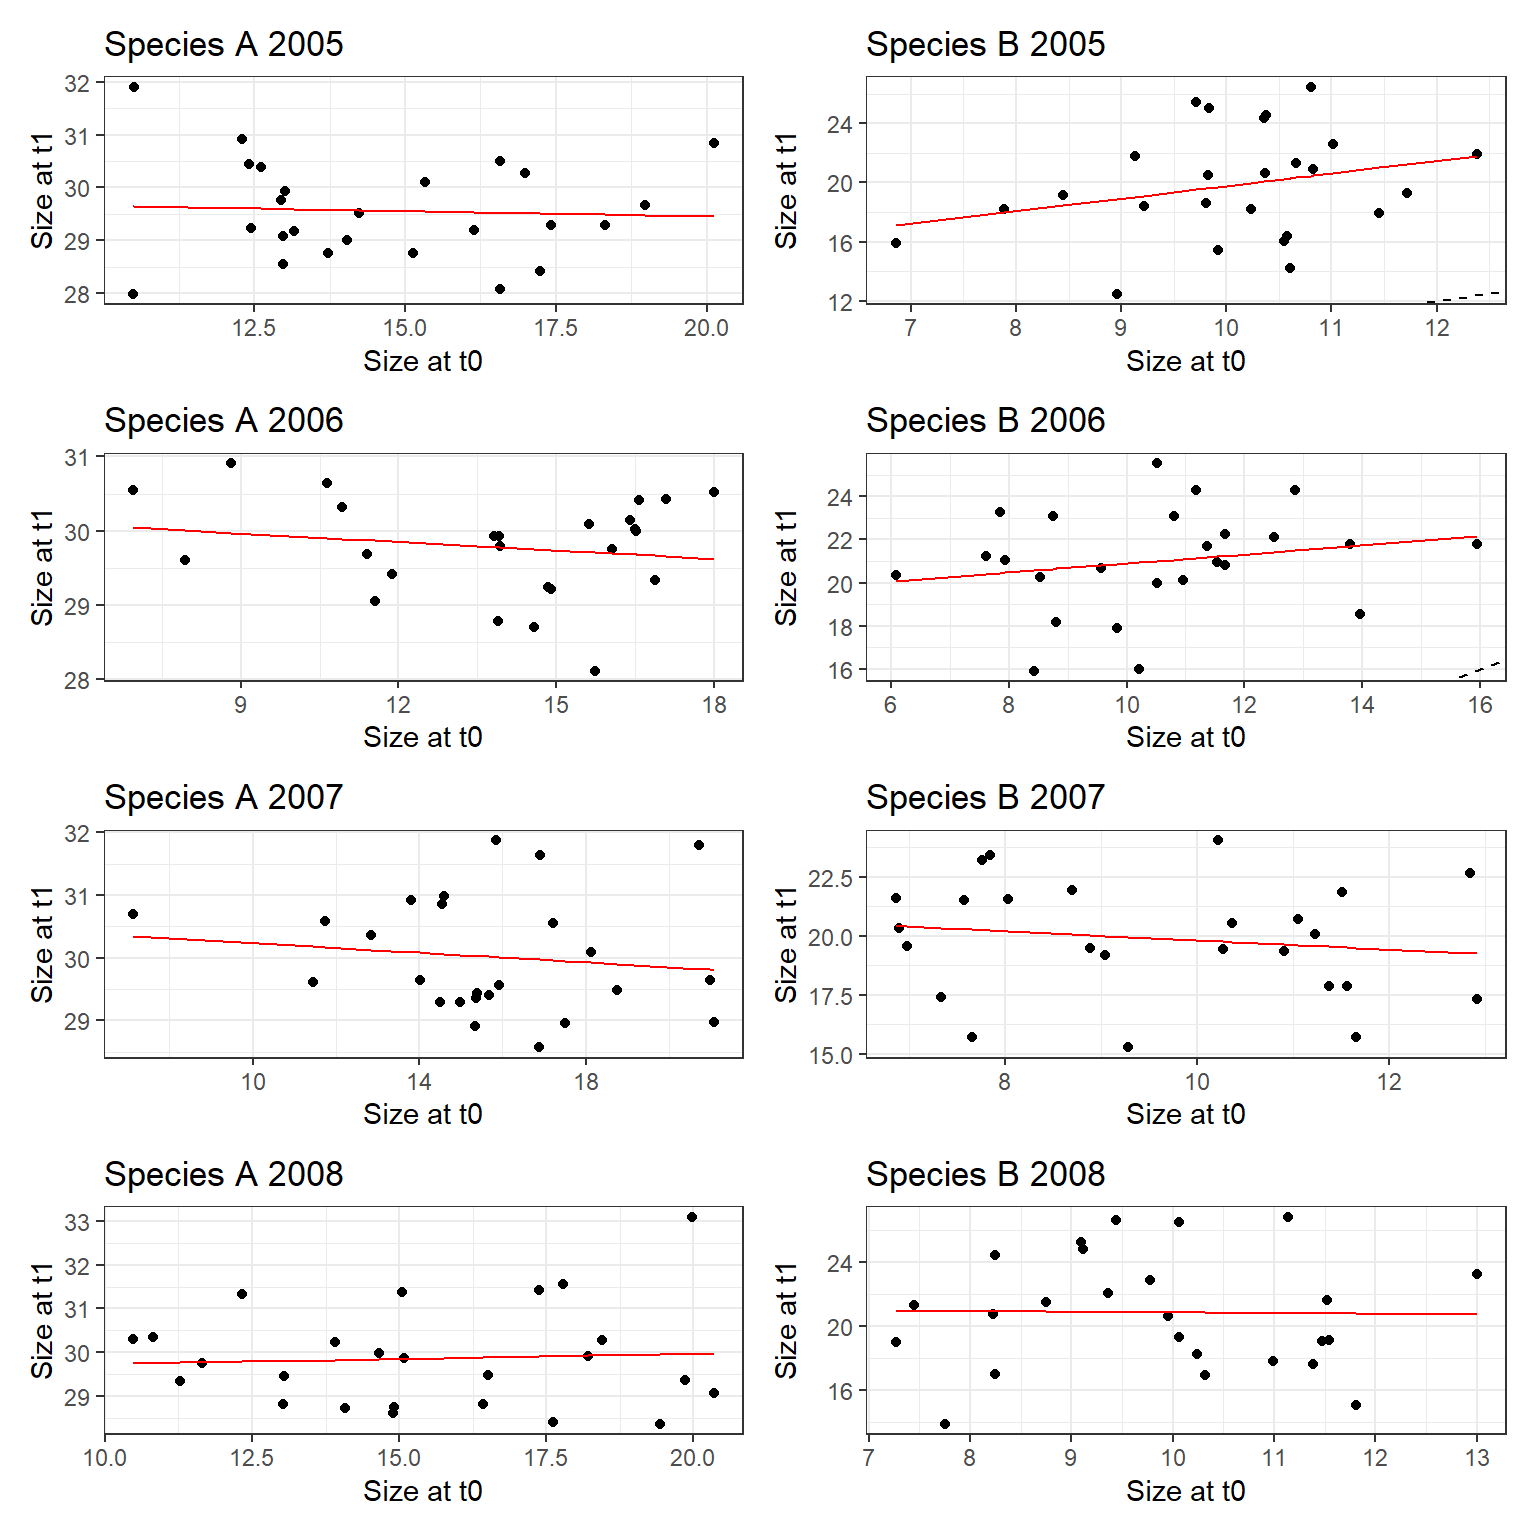 Species A 2005
Species B 2005
32
31
30
29
28
Size at t1
12.5 15.0 17.5 20.0
Size at t0
24
20
16
12
Size at t1
7 8 9 10 11 12
Size at t0
Species A 2006
Species B 2006
31
30
29
28
Size at t1
9 12 15 18
Size at t0
24
22
20
18
16
Size at t1
6 8 10 12 14 16
Size at t0
Species A 2007
Species B 2007
32
31
30
29
Size at t1
10 14 18
Size at t0
22.5
20.0
17.5
15.0
Size at t1
8 10 12
Size at t0
Species A 2008
Species B 2008
33
32
31
30
29
Size at t1
10.0 12.5 15.0 17.5 20.0
Size at t0
24
20
16
Size at t1
7 8 9 10 11 12 13
Size at t0